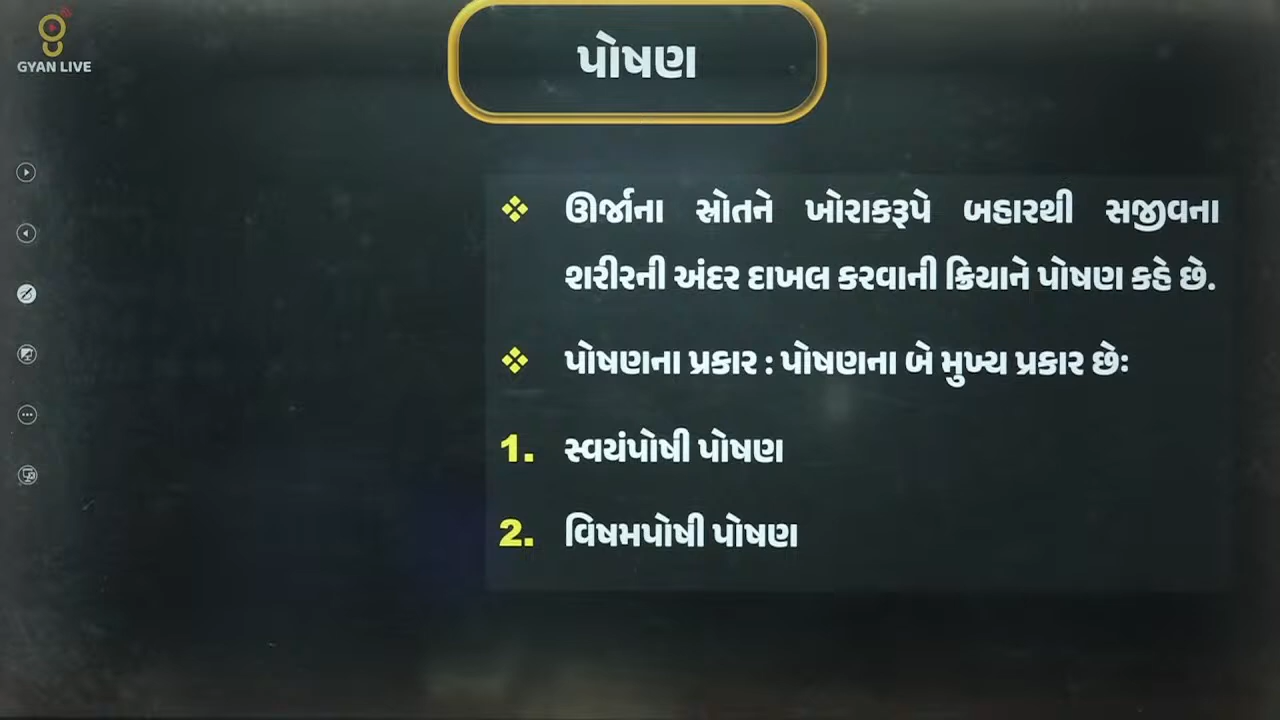 GYAN LIVE
પોષણ
❖ ઊર્જાના સ્રોતને ખોરાકરૂપે બહારથી સજીવના
શરીરની અંદર દાખલ કરવાની ક્રિયાને પોષણ કહે છે.
❖ પોષણના પ્રકાર : પોષણના બે મુખ્ય પ્રકાર છેઃ
1. સ્વયંપોષી પોષણ
2. વિષમપોષી પોષણ